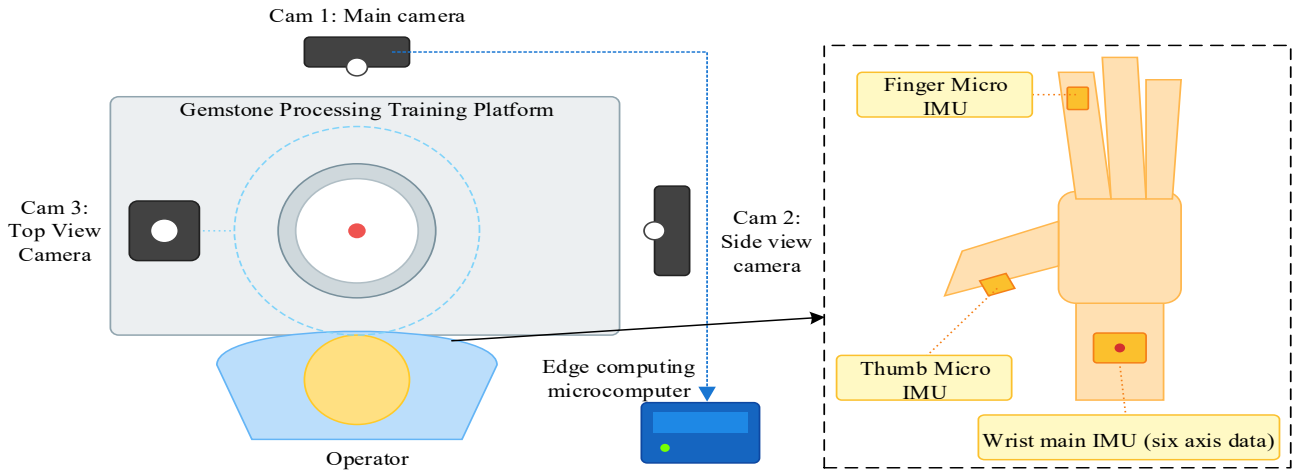 Cam 1: Main camera
Gemstone Processing Training Platform
Cam 3:
Top View
Camera
Cam 2:
Side view
camera
Edge computing
microcomputer
Operator
Finger Micro
IMU
Thumb Micro
IMU
Wrist main IMU (six axis data)